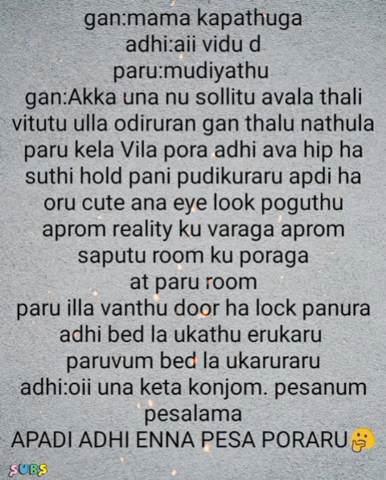 gan:mama kapathuga
adhi:aii vidu d
paru:mudiyathu
gan:Akka una nu sollitu avala thali
vitutu ulla odiruran gan thalu nathula
paru kela Vila pora adhi ava hip ha
suthi hold pani pudikuraru apdi ha
oru cute ana eye look poguthu
aprom reality ku varaga aprom
saputu room ku poraga
at paru room
paru illa vanthu door ha lock panura
adhi bed la ukathu erukaru
paruvum bed la ukaruraru
adhi:oii una keta konjom. pesanum
pesalama
APADI ADHI ENNA PESA PORARU🤔
SUBS